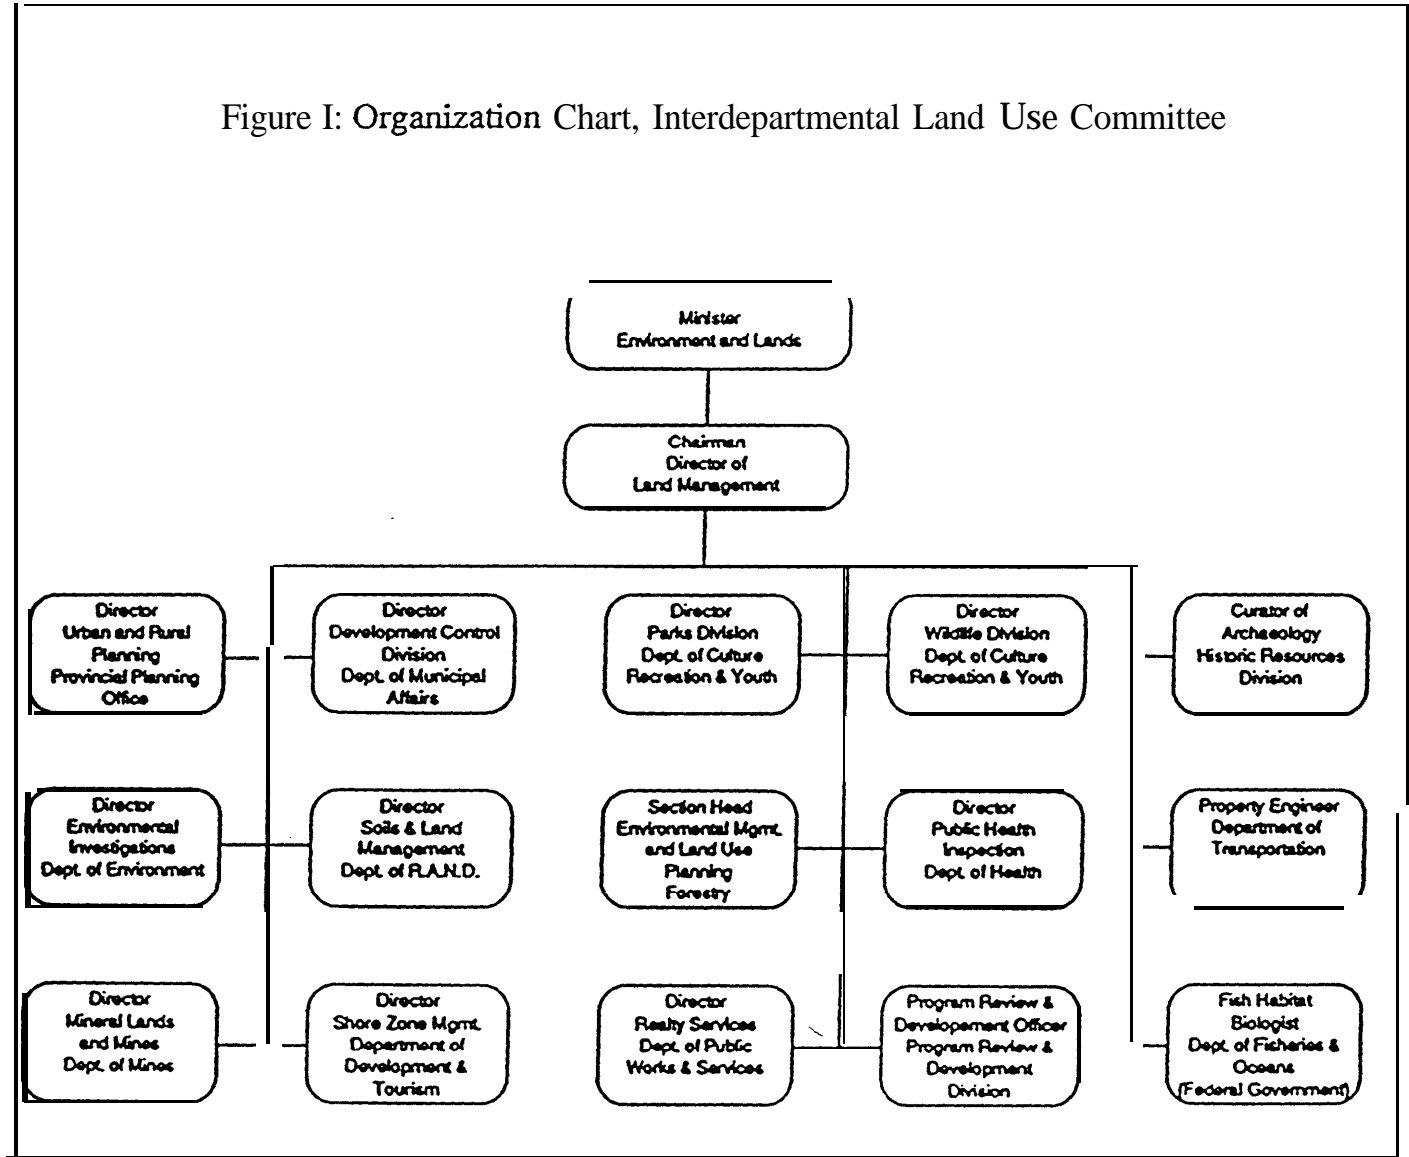 Figure I: Organization Chart, Interdepartmental Land Use Committee
Minister
Environment and Lands
Chairman
Director of
Land Management
Director
Urban and Rural
Planning
Provincial Planning
Office
Director
Development Control
Division
Dept. of Municipal
Affairs
Director
Parks Division
Dept. of Culture
Recreation & Youth
Director
Wildlife Division
Dept. of Culture
Recreation & Youth
Curator of
Archaeology
Historic Resources
Division
Director
Environmental
Investigations
Dept. of Environment
Director
Soils & Land
Management
Dept. of R.A.N.D.
Section Head
Environmental Mgmt.
and Land Use
Planning
Forestry
Director
Public Health
Inspection
Dept. of Health
Property Engineer
Department of
Transportation
Director
Mineral Lands
and Mines
Dept. of Mines
Director
Shore Zone Mgmt.
Department of
Development &
Tourism
Director
Realty Services
Dept. of Public
Works & Services
Program Review &
Developement Officer
Program Review &
Development
Division
Fish Habitat
Biologist
Dept. of Fisheries &
Oceans
(Federal Government)